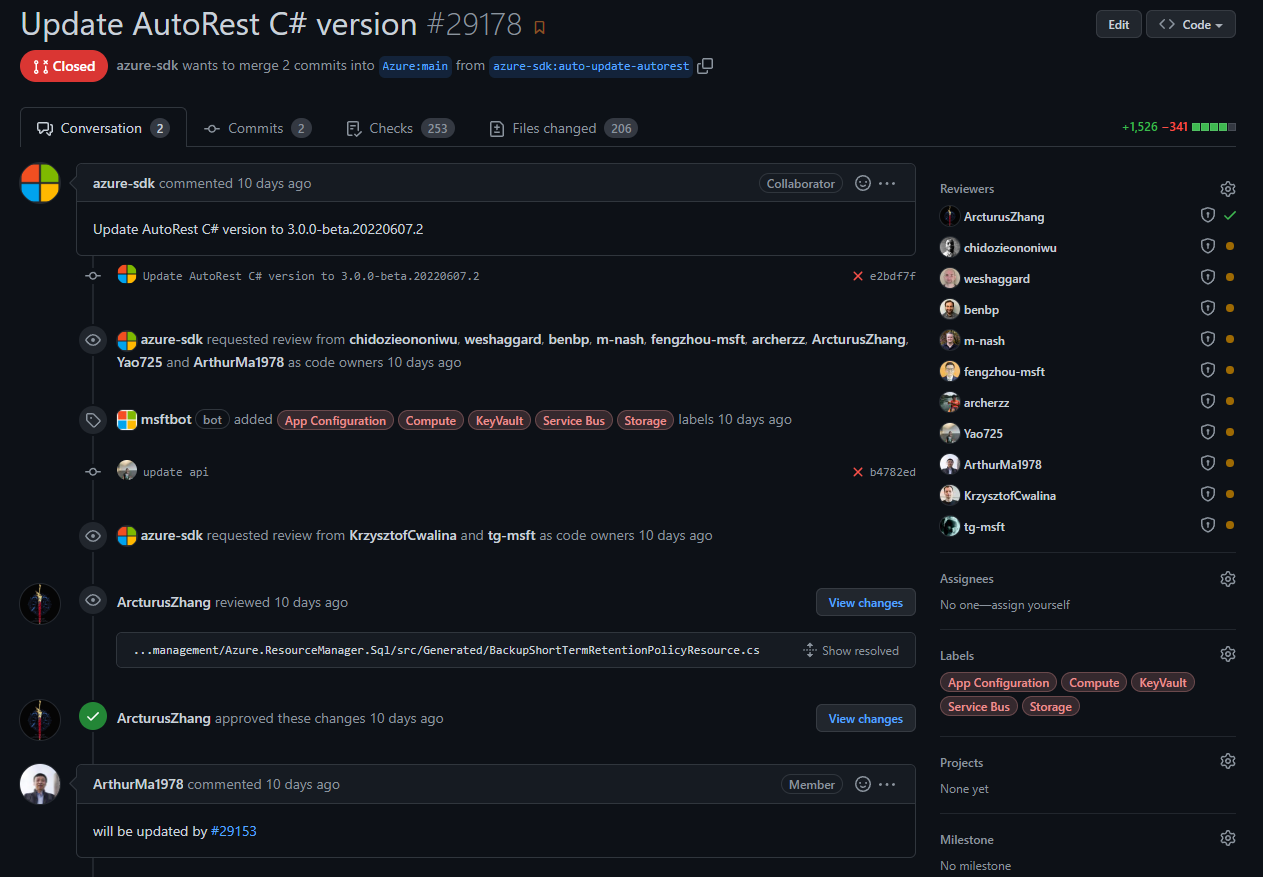 Update AutoRest C# version #29178
Edit
Code
Closed
azure-sdk wants to merge 2 commits into Azure:main from azure-sdk:auto-update-autorest
Conversation 2
Commits 2
Checks 253
Files changed 206
+1,526 −341
azure-sdk commented 10 days ago
Collaborator
Update AutoRest C# version to 3.0.0-beta.20220607.2
Update AutoRest C# version to 3.0.0-beta.20220607.2
e2bdf7f
azure-sdk requested review from chidozieononiwu, weshaggard, benbp, m-nash, fengzhou-msft, archerzz, ArcturusZhang,
Yao725 and ArthurMa1978 as code owners 10 days ago
msftbot bot added App Configuration Compute KeyVault Service Bus Storage labels 10 days ago
update api
b4782ed
azure-sdk requested review from KrzysztofCwalina and tg-msft as code owners 10 days ago
ArcturusZhang reviewed 10 days ago
View changes
...management/Azure.ResourceManager.Sql/src/Generated/BackupShortTermRetentionPolicyResource.cs
Show resolved
ArcturusZhang approved these changes 10 days ago
View changes
ArthurMa1978 commented 10 days ago
Member
will be updated by #29153
Reviewers
ArcturusZhang
chidozieononiwu
weshaggard
benbp
m-nash
fengzhou-msft
archerzz
Yao725
ArthurMa1978
KrzysztofCwalina
tg-msft
Assignees
No one—assign yourself
Labels
App Configuration Compute KeyVault
Service Bus Storage
Projects
None yet
Milestone
No milestone